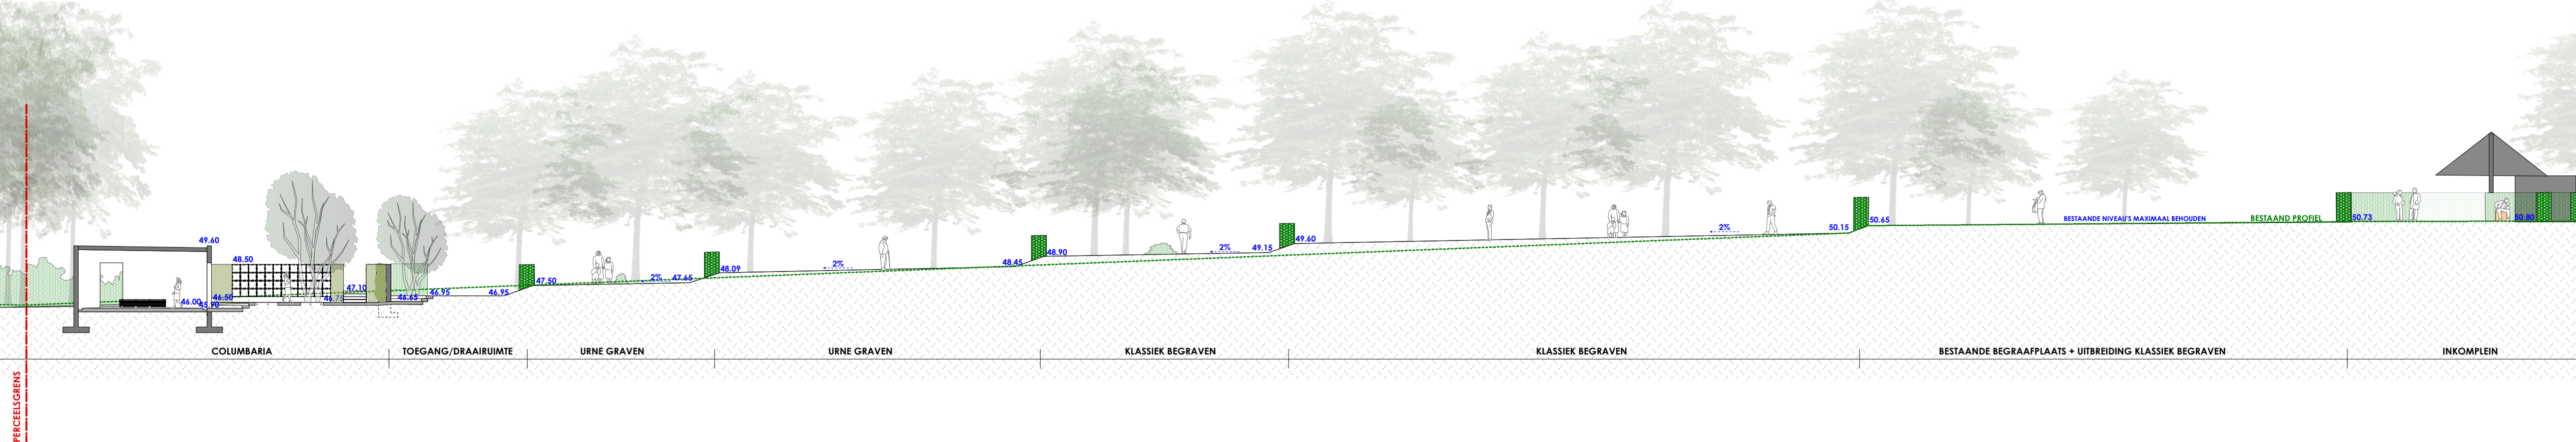 49.60
48.50
46.00
45.90
46.50
46.75
47.10
46.65
46.95
46.95
47.50
2%
47.65
48.09
2%
48.45
48.90
2%
49.15
49.60
2%
50.15
50.65
BESTAANDE NIVEAU'S MAXIMAAL BEHOUDEN
BESTAAND PROFIEL
50.73
50.80
COLUMBARIA
TOEGANG/DRAAIRUIMTE
URNE GRAVEN
URNE GRAVEN
KLASSIEK BEGRAVEN
KLASSIEK BEGRAVEN
BESTAANDE BEGRAAFPLAATS + UITBREIDING KLASSIEK BEGRAVEN
INKOMPLEIN
PERCEELSGRENS